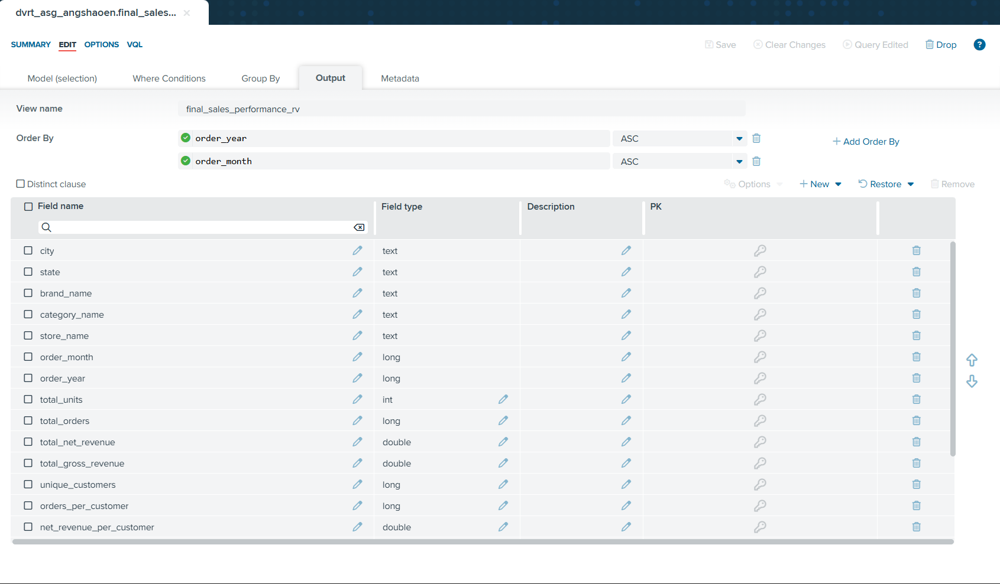 dvrt_asg_angshaoen.final_sales...
SUMMARY EDIT OPTIONS VQL
Save Clear Changes Query Edited Drop ?
Model (selection) Where Conditions Group By Output Metadata
View name final_sales_performance_rv
Order By order_year ASC
Add Order By
order_month ASC
Distinct clause Options New Restore Remove
Field name Field type Description PK
city text
state text
brand_name text
category_name text
store_name text
order_month long
order_year long
total_units int
total_orders long
total_net_revenue double
total_gross_revenue double
unique_customers long
orders_per_customer long
net_revenue_per_customer double